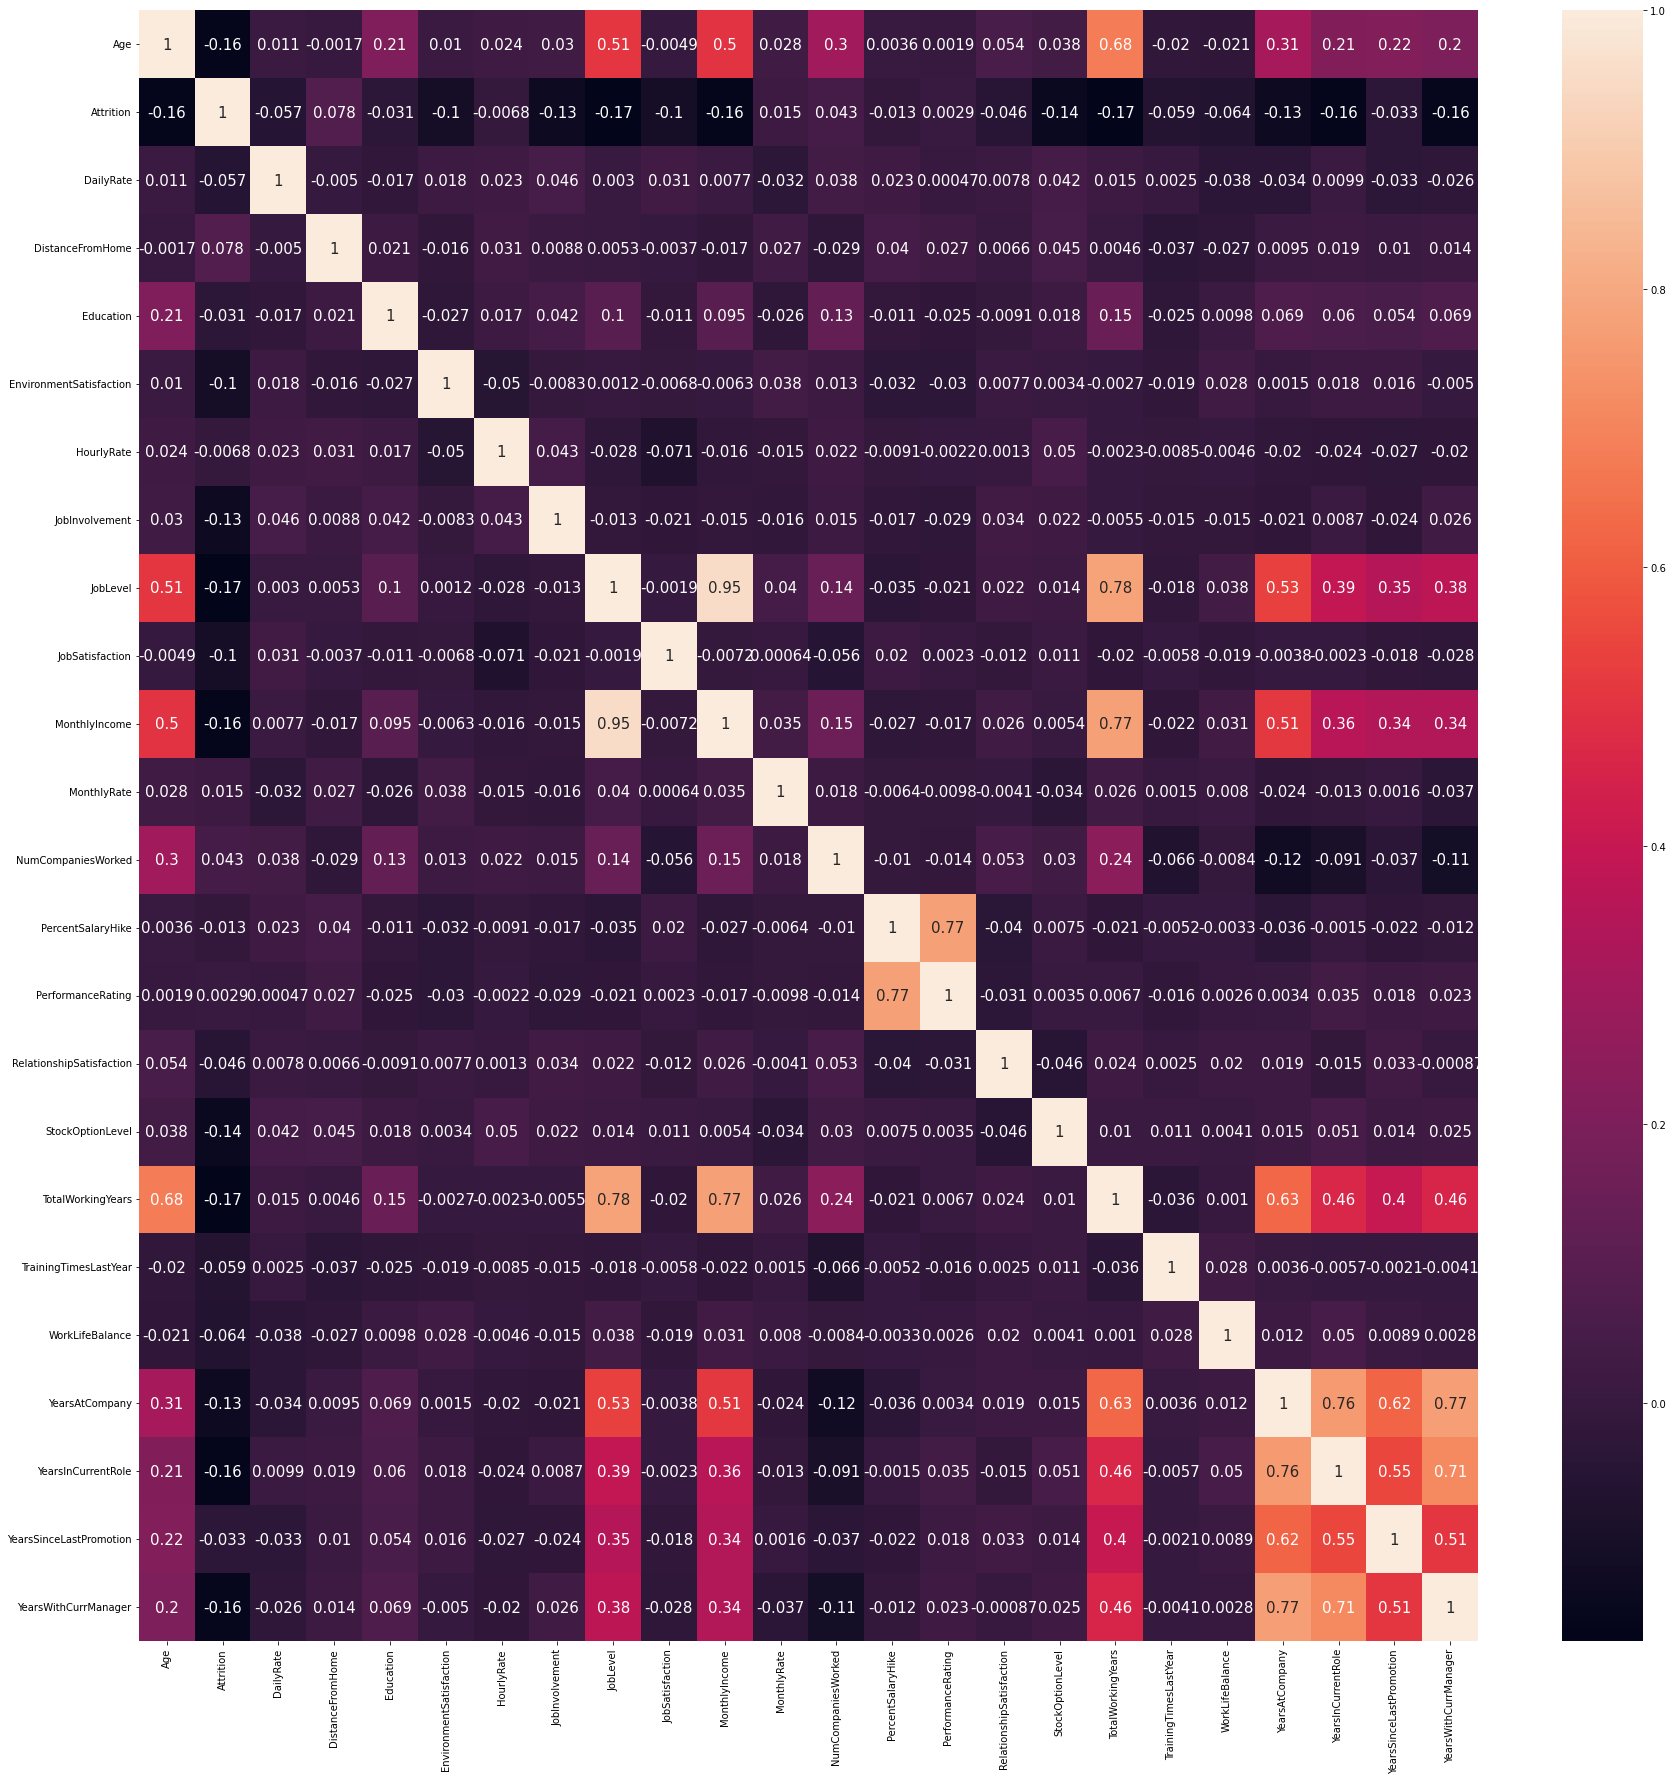 Age 1 -0.16 0.011 -0.0017 0.21 0.01 0.024 0.03 0.51 -0.0049 0.5 0.028 0.3 0.0036 0.0019 0.054 0.038 0.68 -0.02 -0.021 0.31 0.21 0.22 0.2
Attrition -0.16 1 -0.057 0.078 -0.031 -0.1 -0.0068 -0.13 -0.17 -0.1 -0.16 0.015 0.043 -0.013 0.0029 -0.046 -0.14 -0.17 -0.059 -0.064 -0.13 -0.16 -0.033 -0.16
DailyRate 0.011 -0.057 1 -0.005 -0.017 0.018 0.023 0.046 0.003 0.031 0.0077 -0.032 0.038 0.023 0.00047 0.0078 0.042 0.015 0.0025 -0.038 -0.034 0.0099 -0.033 -0.026
DistanceFromHome -0.0017 0.078 -0.005 1 0.021 -0.016 0.031 0.0088 0.0053 -0.0037 -0.017 0.027 -0.029 0.04 0.027 0.0066 0.045 0.0046 -0.037 -0.027 0.0095 0.019 0.01 0.014
Education 0.21 -0.031 -0.017 0.021 1 -0.027 0.017 0.042 0.1 -0.011 0.095 -0.026 0.13 -0.011 -0.025 -0.0091 0.018 0.15 -0.025 0.0098 0.069 0.06 0.054 0.069
EnvironmentSatisfaction 0.01 -0.1 0.018 -0.016 -0.027 1 -0.05 -0.0083 0.0012 -0.0068 -0.0063 0.038 0.013 -0.032 -0.03 0.0077 0.0034 -0.0027 -0.019 0.028 0.0015 0.018 0.016 -0.005
HourlyRate 0.024 -0.0068 0.023 0.031 0.017 -0.05 1 0.043 -0.028 -0.071 -0.016 -0.015 0.022 -0.0091 -0.0022 0.0013 0.05 -0.0023 -0.0085 -0.0046 -0.02 -0.024 -0.027 -0.02
JobInvolvement 0.03 -0.13 0.046 0.0088 0.042 -0.0083 0.043 1 -0.013 -0.021 -0.015 -0.016 0.015 -0.017 -0.029 0.034 0.022 -0.0055 -0.015 -0.015 -0.021 0.0087 -0.024 0.026
JobLevel 0.51 -0.17 0.003 0.0053 0.1 0.0012 -0.028 -0.013 1 -0.0019 0.95 0.04 0.14 -0.035 -0.021 0.022 0.014 0.78 -0.018 0.038 0.53 0.39 0.35 0.38
JobSatisfaction -0.0049 -0.1 0.031 -0.0037 -0.011 -0.0068 -0.071 -0.021 -0.0019 1 -0.0072 0.00064 -0.056 0.02 0.0023 -0.012 0.011 -0.02 -0.0058 -0.019 -0.0038 -0.0023 -0.018 -0.028
MonthlyIncome 0.5 -0.16 0.0077 -0.017 0.095 -0.0063 -0.016 -0.015 0.95 -0.0072 1 0.035 0.15 -0.027 -0.017 0.026 0.0054 0.77 -0.022 0.031 0.51 0.36 0.34 0.34
MonthlyRate 0.028 0.015 -0.032 0.027 -0.026 0.038 -0.015 -0.016 0.04 0.00064 0.035 1 0.018 -0.0064 -0.0098 -0.0041 -0.034 0.026 0.0015 0.008 -0.024 -0.013 0.0016 -0.037
NumCompaniesWorked 0.3 0.043 0.038 -0.029 0.13 0.013 0.022 0.015 0.14 -0.056 0.15 0.018 1 -0.01 -0.014 0.053 0.03 0.24 -0.066 -0.0084 -0.12 -0.091 -0.037 -0.11
PercentSalaryHike 0.0036 -0.013 0.023 0.04 -0.011 -0.032 -0.0091 -0.017 -0.035 0.02 -0.027 -0.0064 -0.01 1 0.77 -0.04 0.0075 -0.021 -0.0052 -0.0033 -0.036 -0.0015 -0.022 -0.012
PerformanceRating 0.0019 0.0029 0.00047 0.027 -0.025 -0.03 -0.0022 -0.029 -0.021 0.0023 -0.017 -0.0098 -0.014 0.77 1 -0.031 0.0035 0.0067 -0.016 0.0026 0.0034 0.035 0.018 0.023
RelationshipSatisfaction 0.054 -0.046 0.0078 0.0066 -0.0091 0.0077 0.0013 0.034 0.022 -0.012 0.026 -0.0041 0.053 -0.04 -0.031 1 -0.046 0.024 0.0025 0.02 0.019 -0.015 0.033 -0.00087
StockOptionLevel 0.038 -0.14 0.042 0.045 0.018 0.0034 0.05 0.022 0.014 0.011 0.0054 -0.034 0.03 0.0075 0.0035 -0.046 1 0.01 0.011 0.0041 0.015 0.051 0.014 0.025
TotalWorkingYears 0.68 -0.17 0.015 0.0046 0.15 -0.0027 -0.0023 -0.0055 0.78 -0.02 0.77 0.026 0.24 -0.021 0.0067 0.024 0.01 1 -0.036 0.001 0.63 0.46 0.4 0.46
TrainingTimesLastYear -0.02 -0.059 0.0025 -0.037 -0.025 -0.019 -0.0085 -0.015 -0.018 -0.0058 -0.022 0.0015 -0.066 -0.0052 -0.016 0.0025 0.011 -0.036 1 0.028 0.0036 -0.0057 -0.0021 -0.0041
WorkLifeBalance -0.021 -0.064 -0.038 -0.027 0.0098 0.028 -0.0046 -0.015 0.038 -0.019 0.031 0.008 -0.0084 -0.0033 0.0026 0.02 0.0041 0.001 0.028 1 0.012 0.05 0.0089 0.0028
YearsAtCompany 0.31 -0.13 -0.034 0.0095 0.069 0.0015 -0.02 -0.021 0.53 -0.0038 0.51 -0.024 -0.12 -0.036 0.0034 0.019 0.015 0.63 0.0036 0.012 1 0.76 0.62 0.77
YearsInCurrentRole 0.21 -0.16 0.0099 0.019 0.06 0.018 -0.024 0.0087 0.39 -0.0023 0.36 -0.013 -0.091 -0.0015 0.035 -0.015 0.051 0.46 -0.0057 0.05 0.76 1 0.55 0.71
YearsSinceLastPromotion 0.22 -0.033 -0.033 0.01 0.054 0.016 -0.027 -0.024 0.35 -0.018 0.34 0.0016 -0.037 -0.022 0.018 0.033 0.014 0.4 -0.0021 0.0089 0.62 0.55 1 0.51
YearsWithCurrManager 0.2 -0.16 -0.026 0.014 0.069 -0.005 -0.02 0.026 0.38 -0.028 0.34 -0.037 -0.11 -0.012 0.023 -0.00087 0.025 0.46 -0.0041 0.0028 0.77 0.71 0.51 1
Age
Attrition
DailyRate
DistanceFromHome
Education
EnvironmentSatisfaction
HourlyRate
JobInvolvement
JobLevel
JobSatisfaction
MonthlyIncome
MonthlyRate
NumCompaniesWorked
PercentSalaryHike
PerformanceRating
RelationshipSatisfaction
StockOptionLevel
TotalWorkingYears
TrainingTimesLastYear
WorkLifeBalance
YearsAtCompany
YearsInCurrentRole
YearsSinceLastPromotion
YearsWithCurrManager
1.0
0.8
0.6
0.4
0.2
0.0